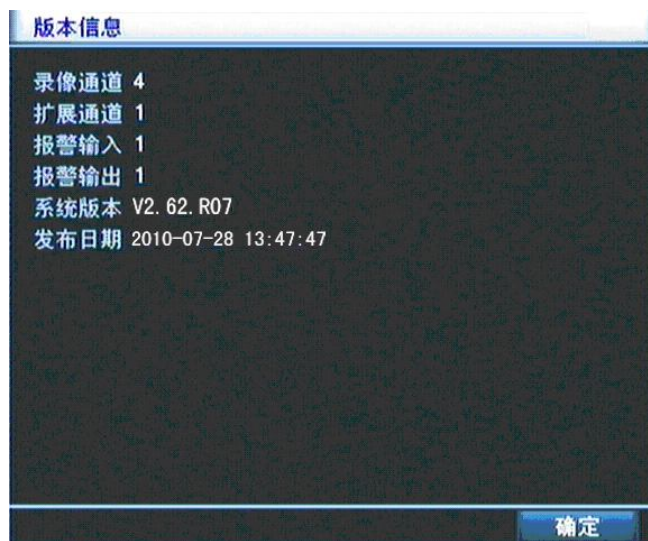 版本信息
录像通道 4
扩展通道 1
报警输入 1
报警输出 1
系统版本 V2.62.R07
发布日期 2010-07-28 13:47:47
确定